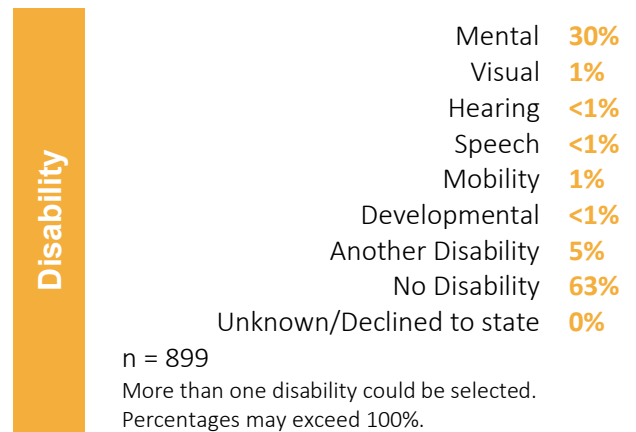 Disability
Mental 30%
Visual 1%
Hearing <1%
Speech <1%
Mobility 1%
Developmental <1%
Another Disability 5%
No Disability 63%
Unknown/Declined to state 0%
n = 899
More than one disability could be selected.
Percentages may exceed 100%.